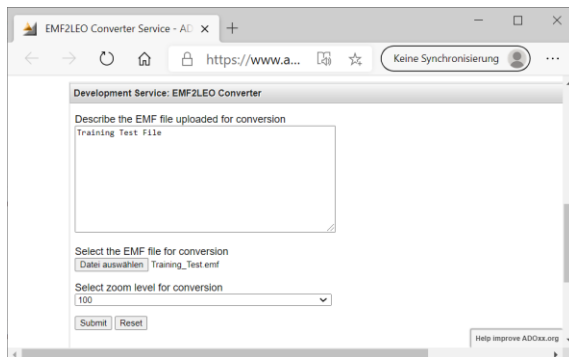 EMF2LEO Converter Service - AD
https://www.a...
Keine Synchronisierung
Development Service: EMF2LEO Converter
Describe the EMF file uploaded for conversion
Training Test File
Select the EMF file for conversion
Datei auswählen Training_Test.emf
Select zoom level for conversion
100
Submit Reset
Help improve ADOxx.org